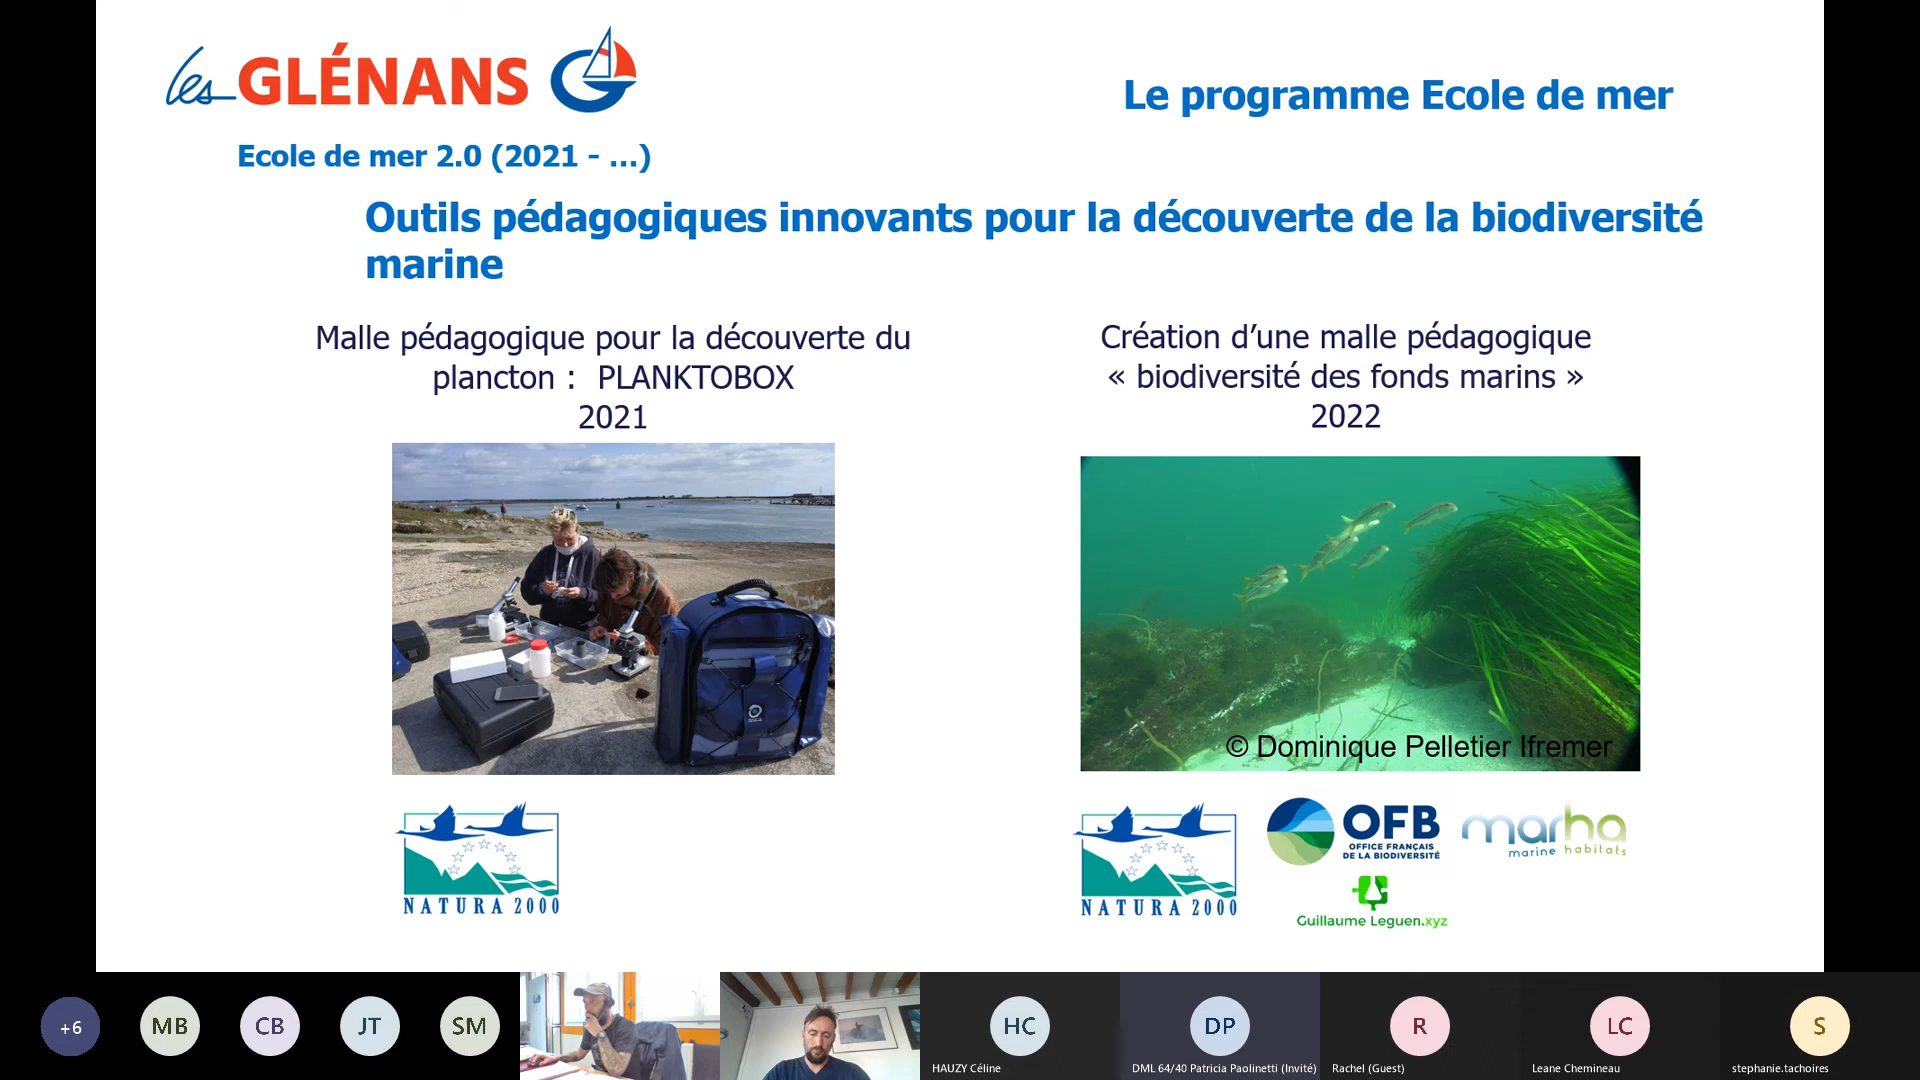 les GLÉNANS
Le programme Ecole de mer
Ecole de mer 2.0 (2021 - ...)
Outils pédagogiques innovants pour la découverte de la biodiversité
marine
Malle pédagogique pour la découverte du
plancton : PLANKTOBOX
2021
Création d’une malle pédagogique
« biodiversité des fonds marins »
2022
© Dominique Pelletier Ifremer
NATURA 2000
NATURA 2000
OFB
OFFICE FRANÇAIS
DE LA BIODIVERSITÉ
marha
marine habitats
Guillaume Leguen.xyz
+6
MB
CB
JT
SM
HC
HAUZY Céline
DP
DML 64/40 Patricia Paolinetti (Invité)
R
Rachel (Guest)
LC
Leane Chemineau
S
stephanie.tachoires